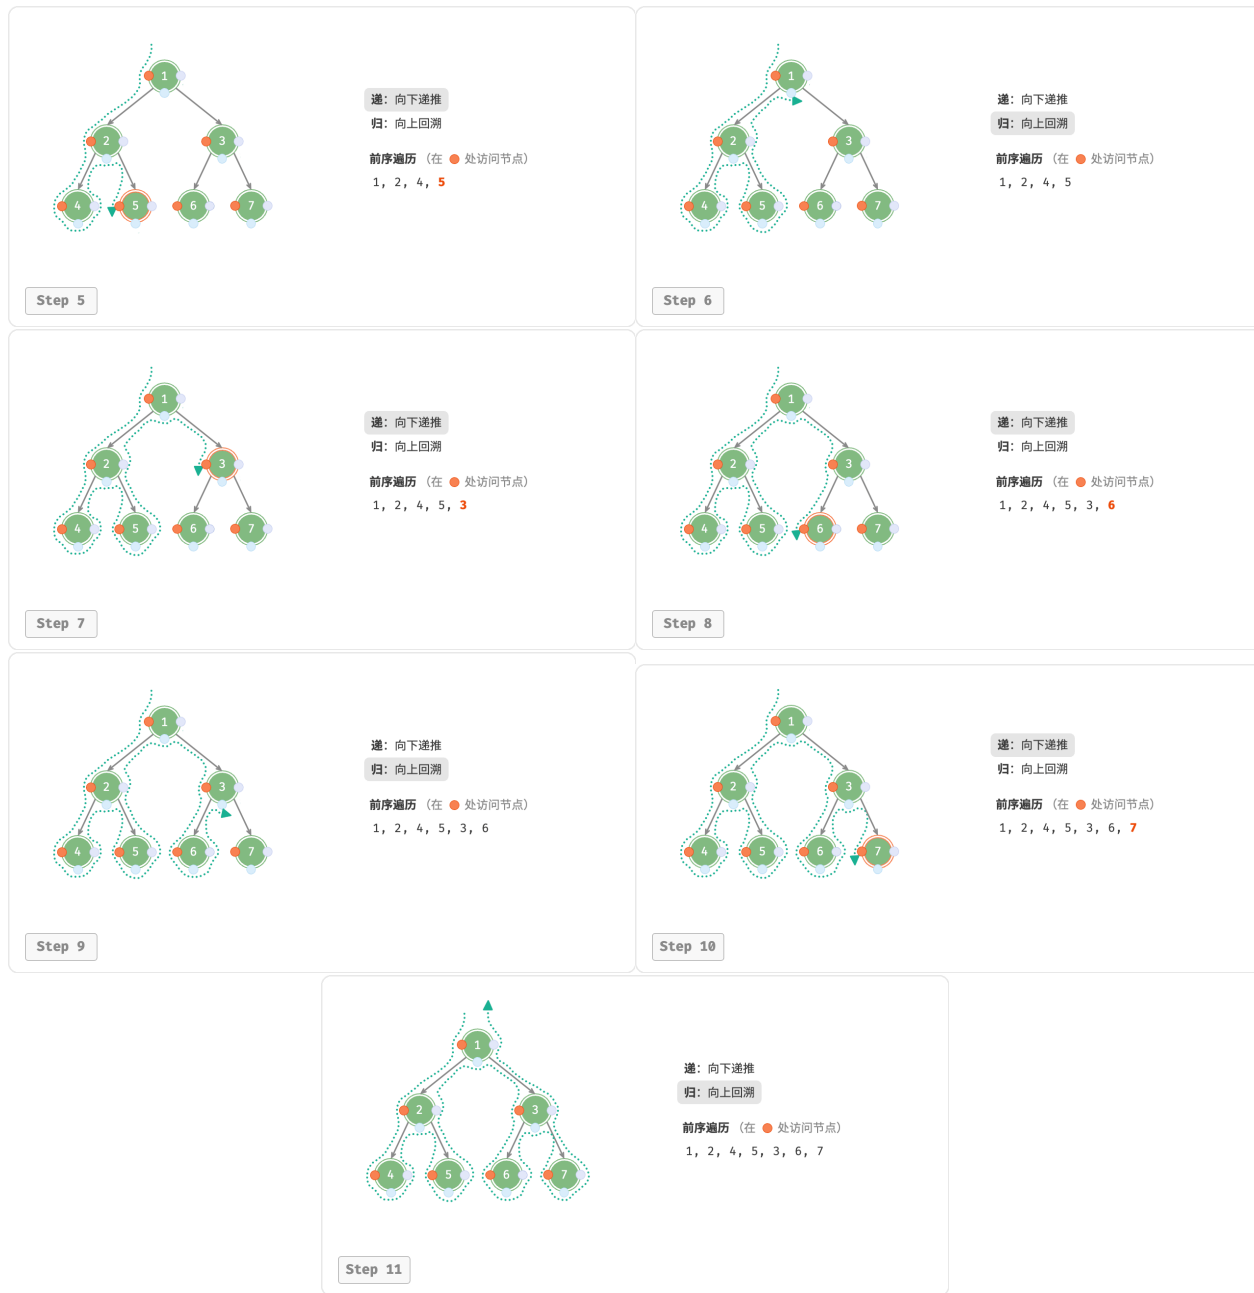 1
2
3
4
5
6
7
递：向下递推
归：向上回溯
前序遍历（在 处访问节点）
1, 2, 4, 5
Step 5
1
2
3
4
5
6
7
递：向下递推
归：向上回溯
前序遍历（在 处访问节点）
1, 2, 4, 5
Step 6
1
2
3
4
5
6
7
递：向下递推
归：向上回溯
前序遍历（在 处访问节点）
1, 2, 4, 5, 3
Step 7
1
2
3
4
5
6
7
递：向下递推
归：向上回溯
前序遍历（在 处访问节点）
1, 2, 4, 5, 3, 6
Step 8
1
2
3
4
5
6
7
递：向下递推
归：向上回溯
前序遍历（在 处访问节点）
1, 2, 4, 5, 3, 6
Step 9
1
2
3
4
5
6
7
递：向下递推
归：向上回溯
前序遍历（在 处访问节点）
1, 2, 4, 5, 3, 6, 7
Step 10
1
2
3
4
5
6
7
递：向下递推
归：向上回溯
前序遍历（在 处访问节点）
1, 2, 4, 5, 3, 6, 7
Step 11